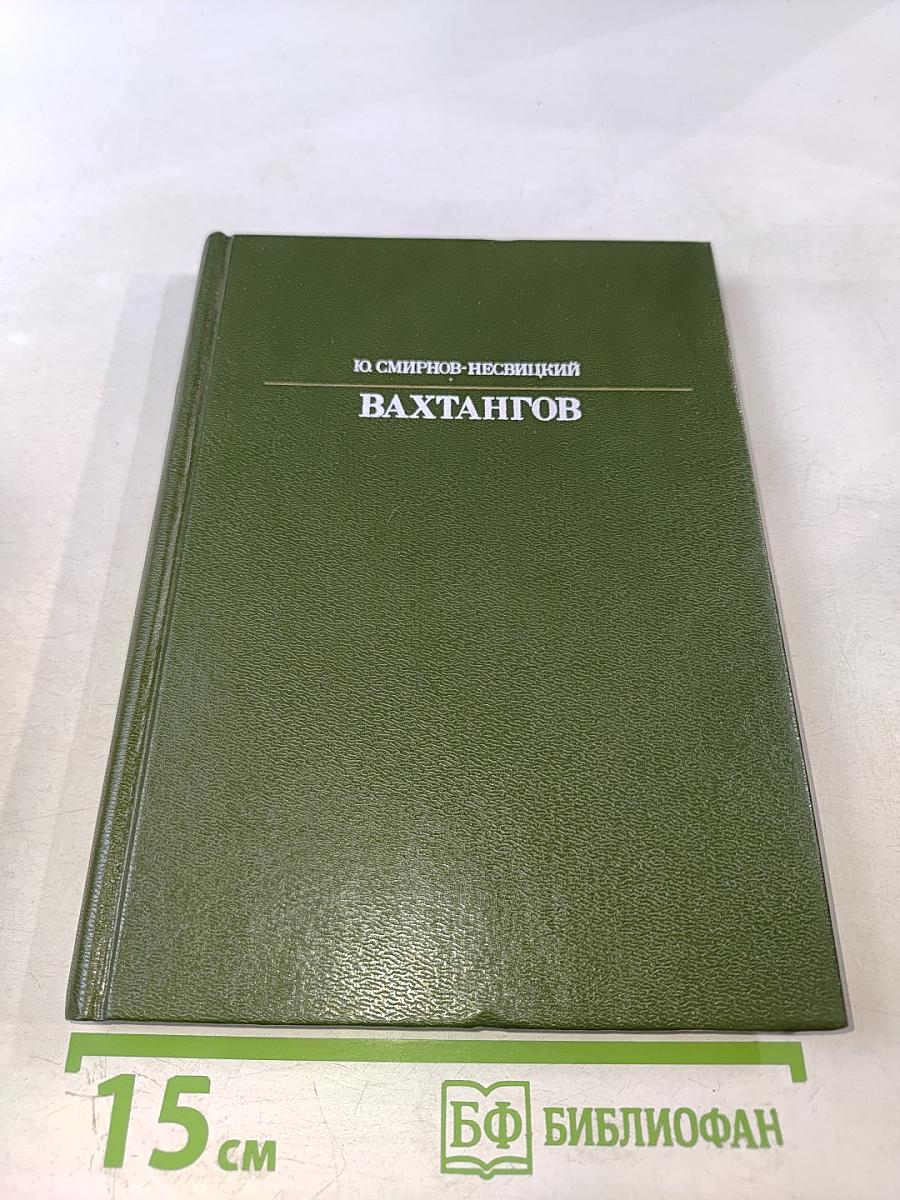 Ю. СМИРНОВ-НЕСВИЦКИЙ
ВАХТАНГОВ
15 см
БФ БИБЛИОФАН